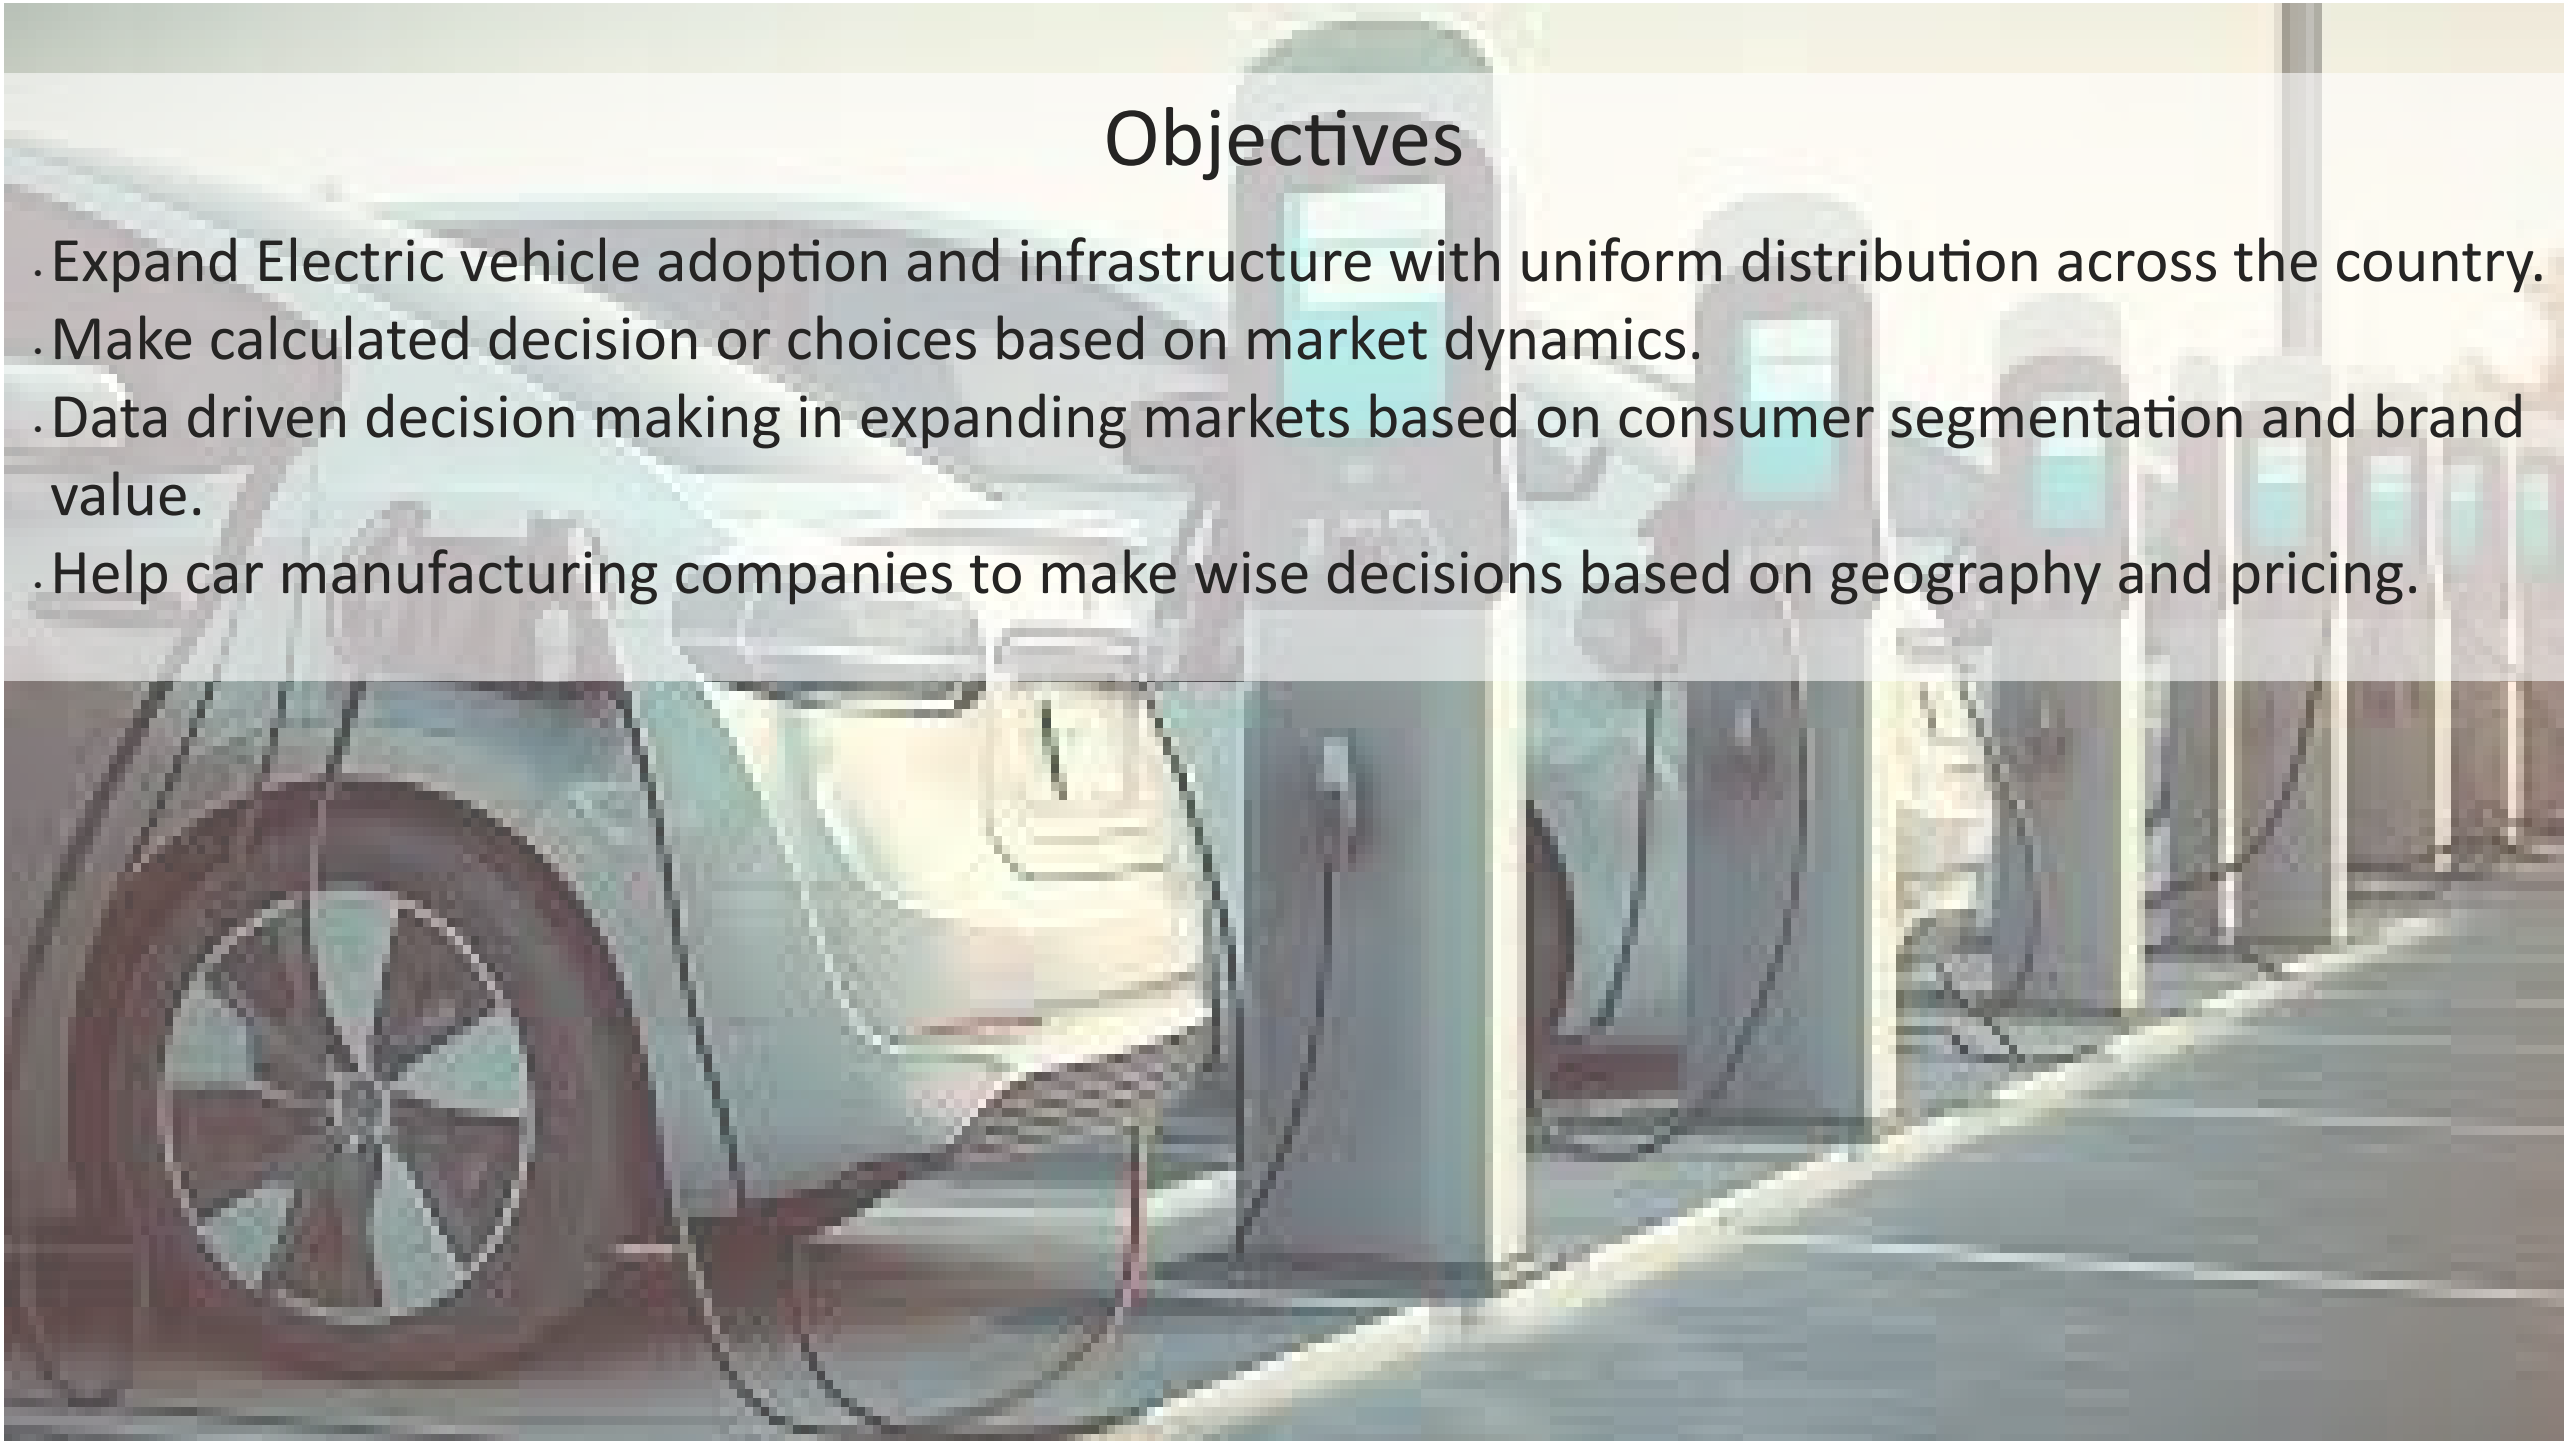 Objectives
. Expand Electric vehicle adoption and infrastructure with uniform distribution across the country.
. Make calculated decision or choices based on market dynamics.
. Data driven decision making in expanding markets based on consumer segmentation and brand
value.
. Help car manufacturing companies to make wise decisions based on geography and pricing.